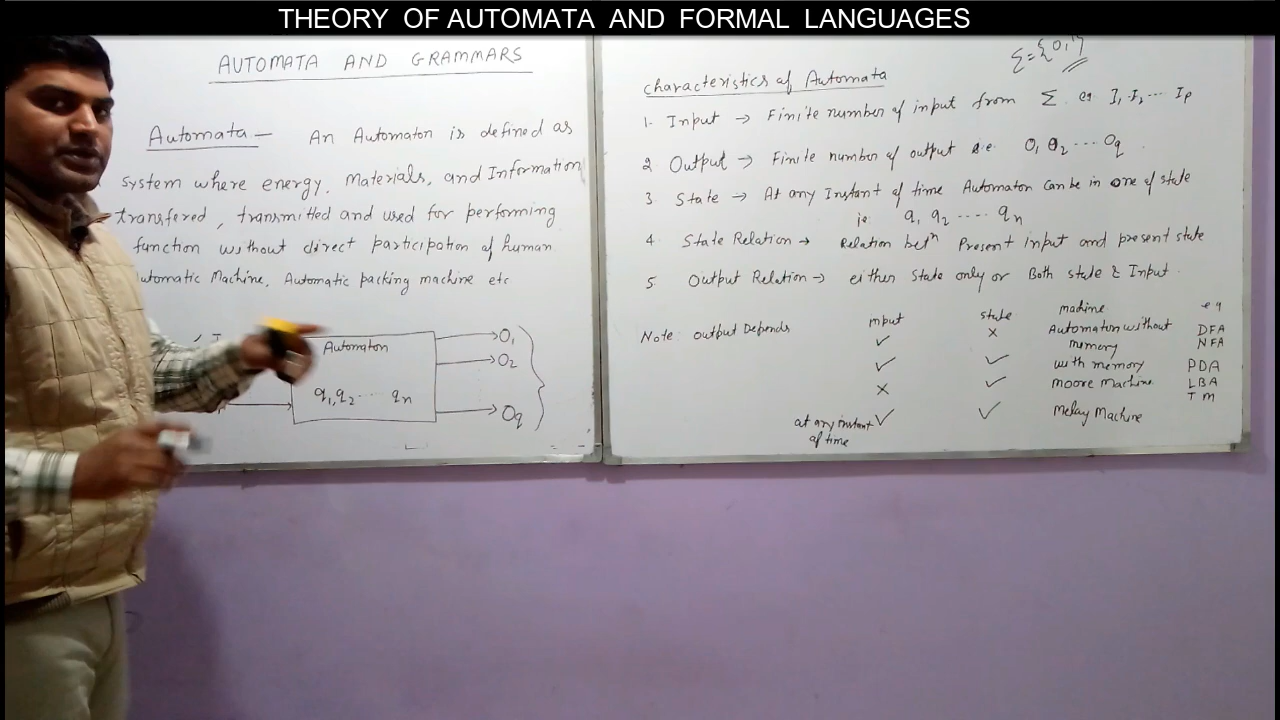 THEORY OF AUTOMATA AND FORMAL LANGUAGES
AUTOMATA AND GRAMMARS
Automata — An Automaton is defined as
system where energy, Materials, and Information
transfered, transmitted and used for performing
function without direct participation of human
utomatic Machine, Automatic packing machine etc
I
Automaton
q1, q2 ..... qn
O1
O2
Oq
Σ = {0,1}
characteristics of Automata
1. Input → Finite number of input from Σ eg I1, I2 ... Ip
2. Output → Finite number of output i.e. O1 O2 ... Oq
3. State → At any Instant of time Automaton can be in one of state
ie q1 q2 ..... qn
4. State Relation → Relation betn Present input and present state
5. Output Relation → either state only or Both state & Input.
Note: output Depends input state machine eg
✓ × Automaton without memory DFA NFA
✓ ✓ with memory PDA
× ✓ moore Machine LBA
TM
at any instant of time ✓ ✓ Melay Machine